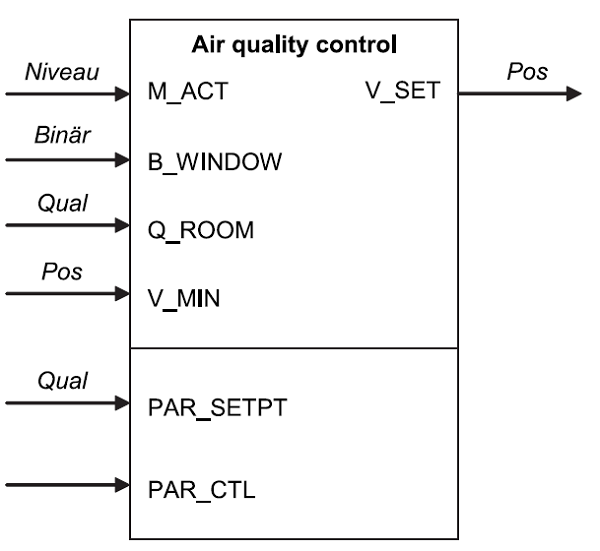 Air quality control
Niveau
M_ACT
V_SET
Pos
Binär
B_WINDOW
Qual
Q_ROOM
Pos
V_MIN
Qual
PAR_SETPT
PAR_CTL